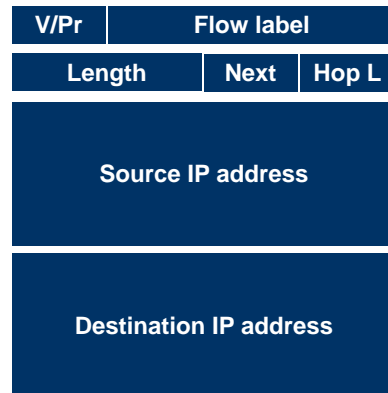 V/Pr Flow label
Length Next Hop L
Source IP address
Destination IP address